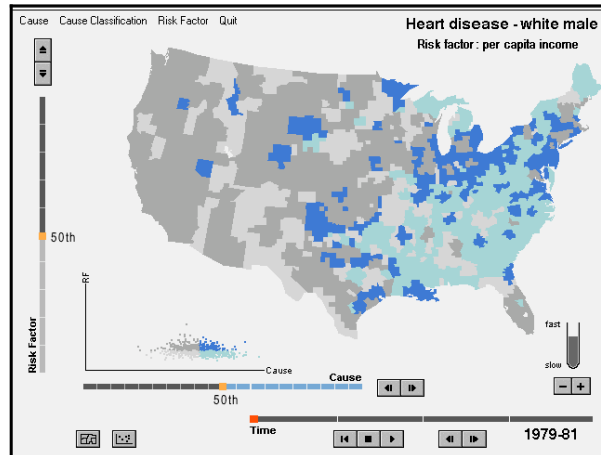 Cause Cause Classification Risk Factor Quit
Heart disease - white male
Risk factor: per capita income
50th
Risk Factor
RF
Cause
Cause
50th
fast
slow
Time
1979-81